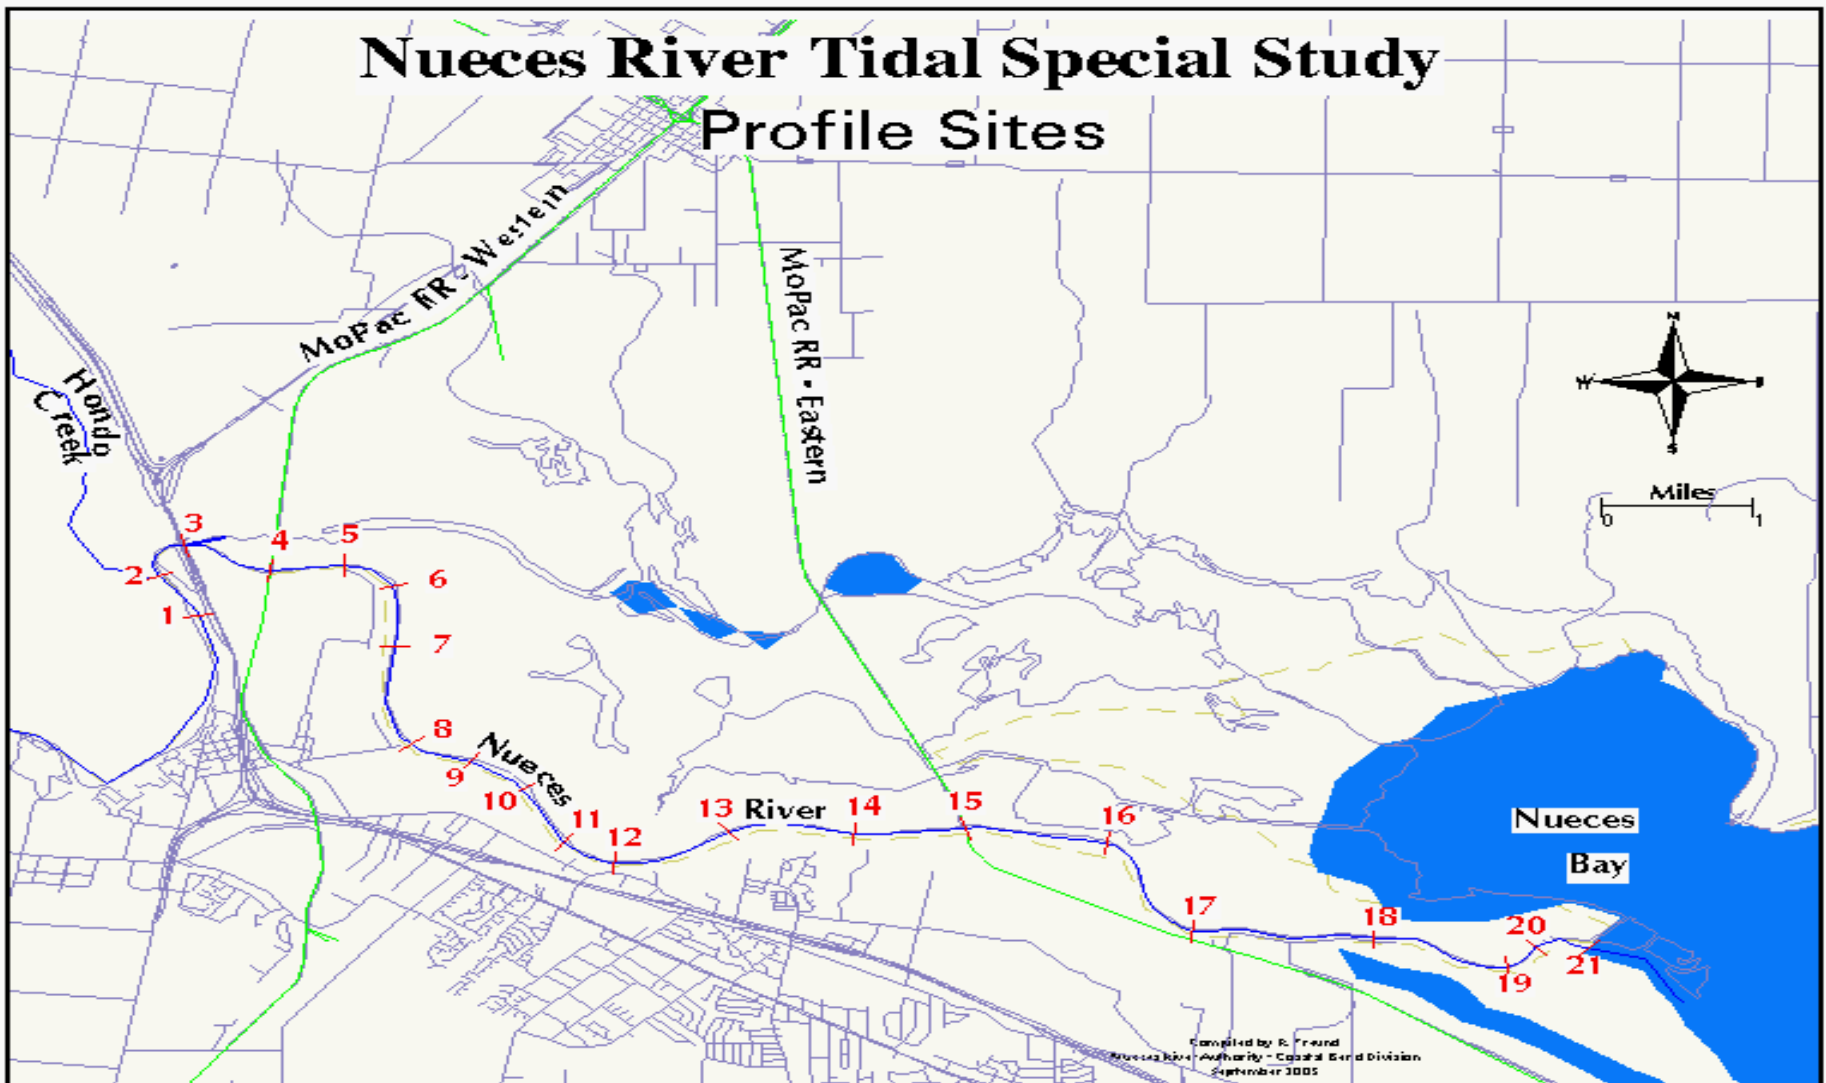 Nueces River Tidal Special Study
Profile Sites
MoPac RR - Western
MoPac RR - Eastern
Hondo
Creek
N
W
S
Miles
0 1
3
4
5
2
6
1
7
8
Nueces
9
10
11
12
13
River
14
15
16
Nueces
Bay
17
18
20
21
19
Compiled by R. Freund
Nueces River Authority - Coastal Bend Division